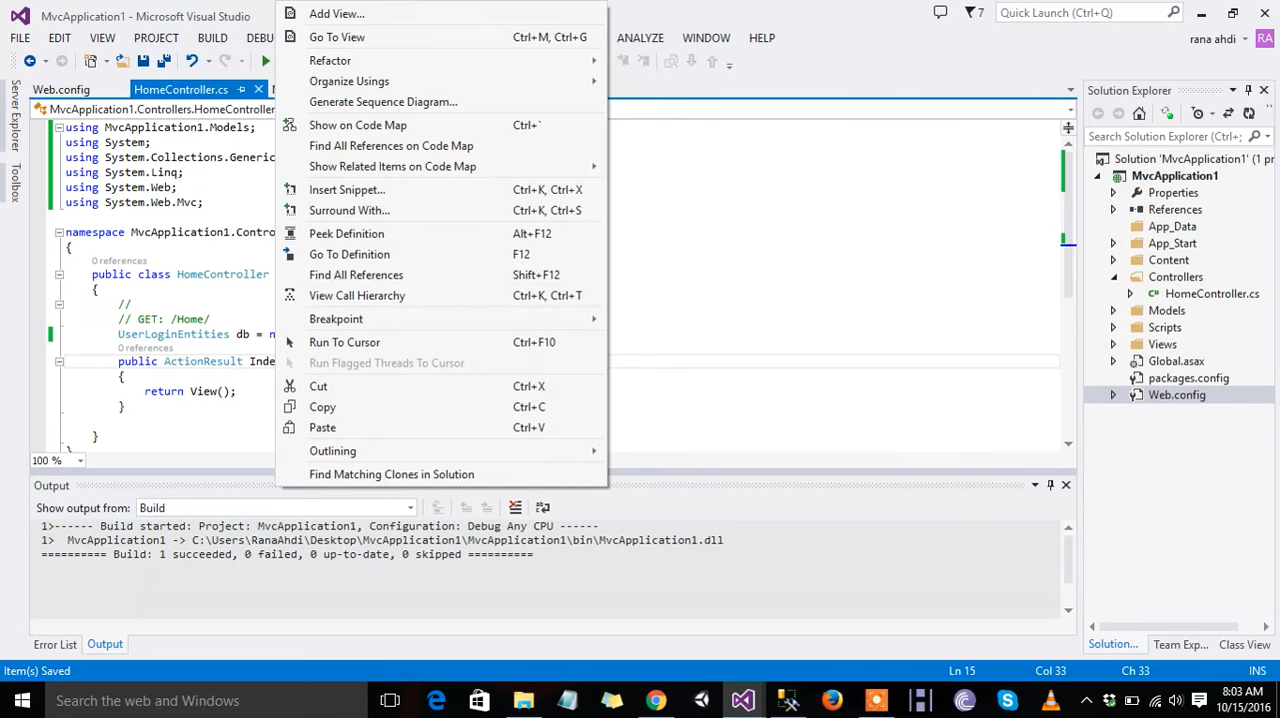 MvcApplication1 - Microsoft Visual Studio
7
Quick Launch (Ctrl+Q)
FILE EDIT VIEW PROJECT BUILD DEBU ANALYZE WINDOW HELP
rana ahdi RA
Server Explorer
Toolbox
Web.config HomeController.cs
MvcApplication1.Controllers.HomeController
using MvcApplication1.Models;
using System;
using System.Collections.Generic
using System.Linq;
using System.Web;
using System.Web.Mvc;
namespace MvcApplication1.Contro
{
0 references
public class HomeController
{
//
// GET: /Home/
UserLoginEntities db = n
0 references
public ActionResult Inde
{
return View();
}
}
}
100 %
Add View...
Go To View Ctrl+M, Ctrl+G
Refactor
Organize Usings
Generate Sequence Diagram...
Show on Code Map Ctrl+`
Find All References on Code Map
Show Related Items on Code Map
Insert Snippet... Ctrl+K, Ctrl+X
Surround With... Ctrl+K, Ctrl+S
Peek Definition Alt+F12
Go To Definition F12
Find All References Shift+F12
View Call Hierarchy Ctrl+K, Ctrl+T
Breakpoint
Run To Cursor Ctrl+F10
Run Flagged Threads To Cursor
Cut Ctrl+X
Copy Ctrl+C
Paste Ctrl+V
Outlining
Find Matching Clones in Solution
Solution Explorer
Search Solution Explorer (Ctrl+
Solution 'MvcApplication1' (1 pr
MvcApplication1
Properties
References
App_Data
App_Start
Content
Controllers
HomeController.cs
Models
Scripts
Views
Global.asax
packages.config
Web.config
Output
Show output from: Build
1>------ Build started: Project: MvcApplication1, Configuration: Debug Any CPU ------
1>  MvcApplication1 -> C:\Users\RanaAhdi\Desktop\MvcApplication1\MvcApplication1\bin\MvcApplication1.dll
========== Build: 1 succeeded, 0 failed, 0 up-to-date, 0 skipped ==========
Error List Output
Solution... Team Exp... Class View
Item(s) Saved Ln 15 Col 33 Ch 33 INS
Search the web and Windows
8:03 AM
10/15/2016